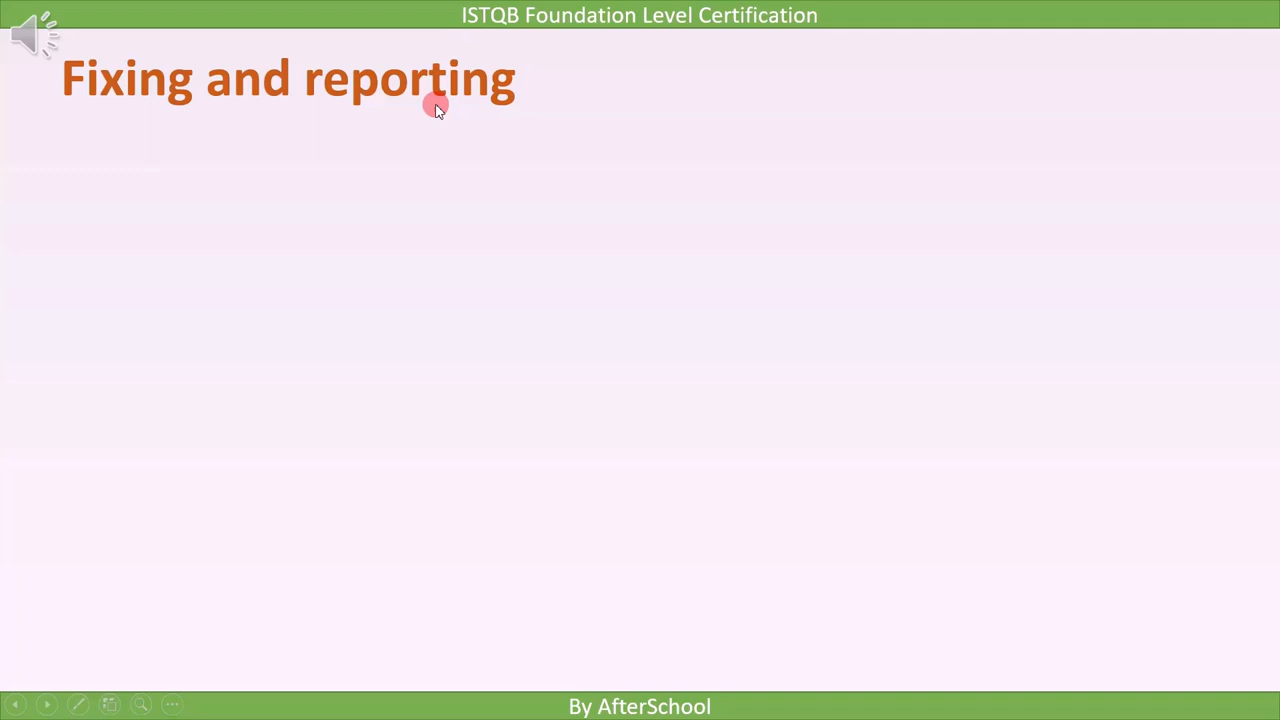 ISTQB Foundation Level Certification
Fixing and reporting
By AfterSchool